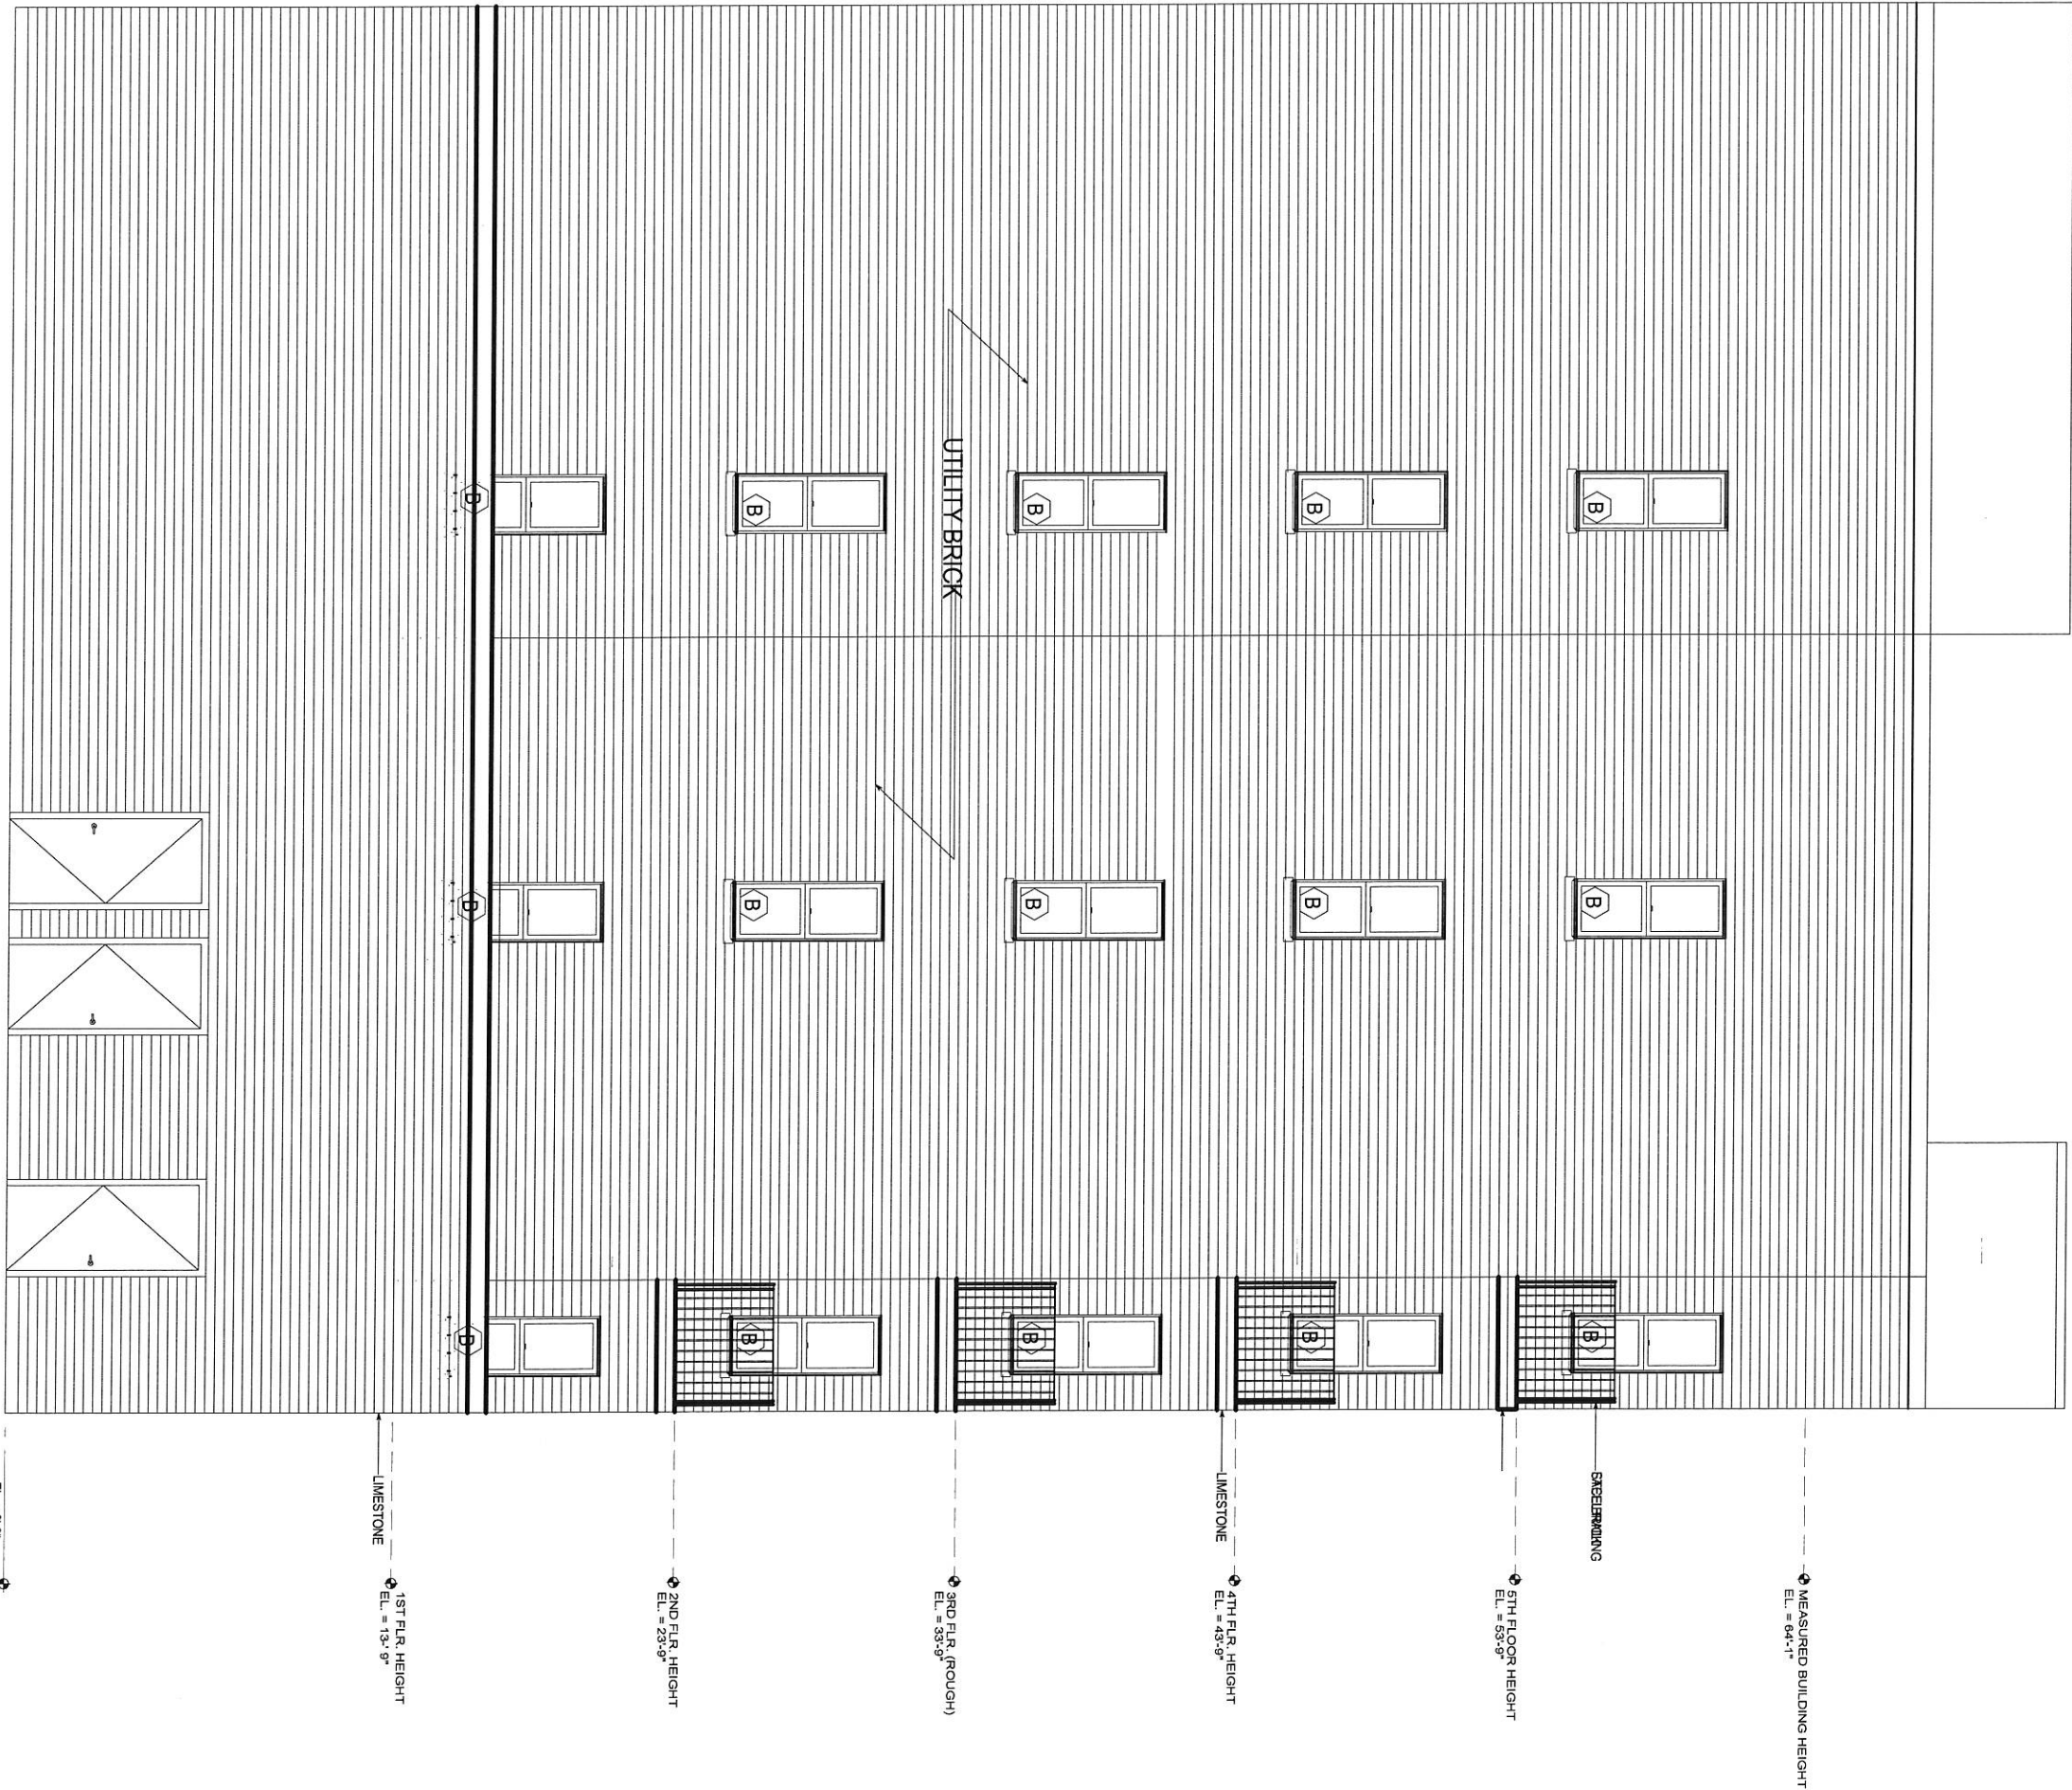 MEASURED BUILDING HEIGHT
EL. = 64'-1"
B
B
B
5TH FLOOR HEIGHT
EL. = 53'-9"
B
B
B
4TH FLR. HEIGHT
EL. = 43'-9"
LIMESTONE
B
B
B
3RD FLR. (ROUGH)
EL. = 33'-9"
UTILITY BRICK
B
B
B
2ND FLR. HEIGHT
EL. = 23'-9"
D
D
D
1ST FLR. HEIGHT
EL. = 13-' 9"
LIMESTONE